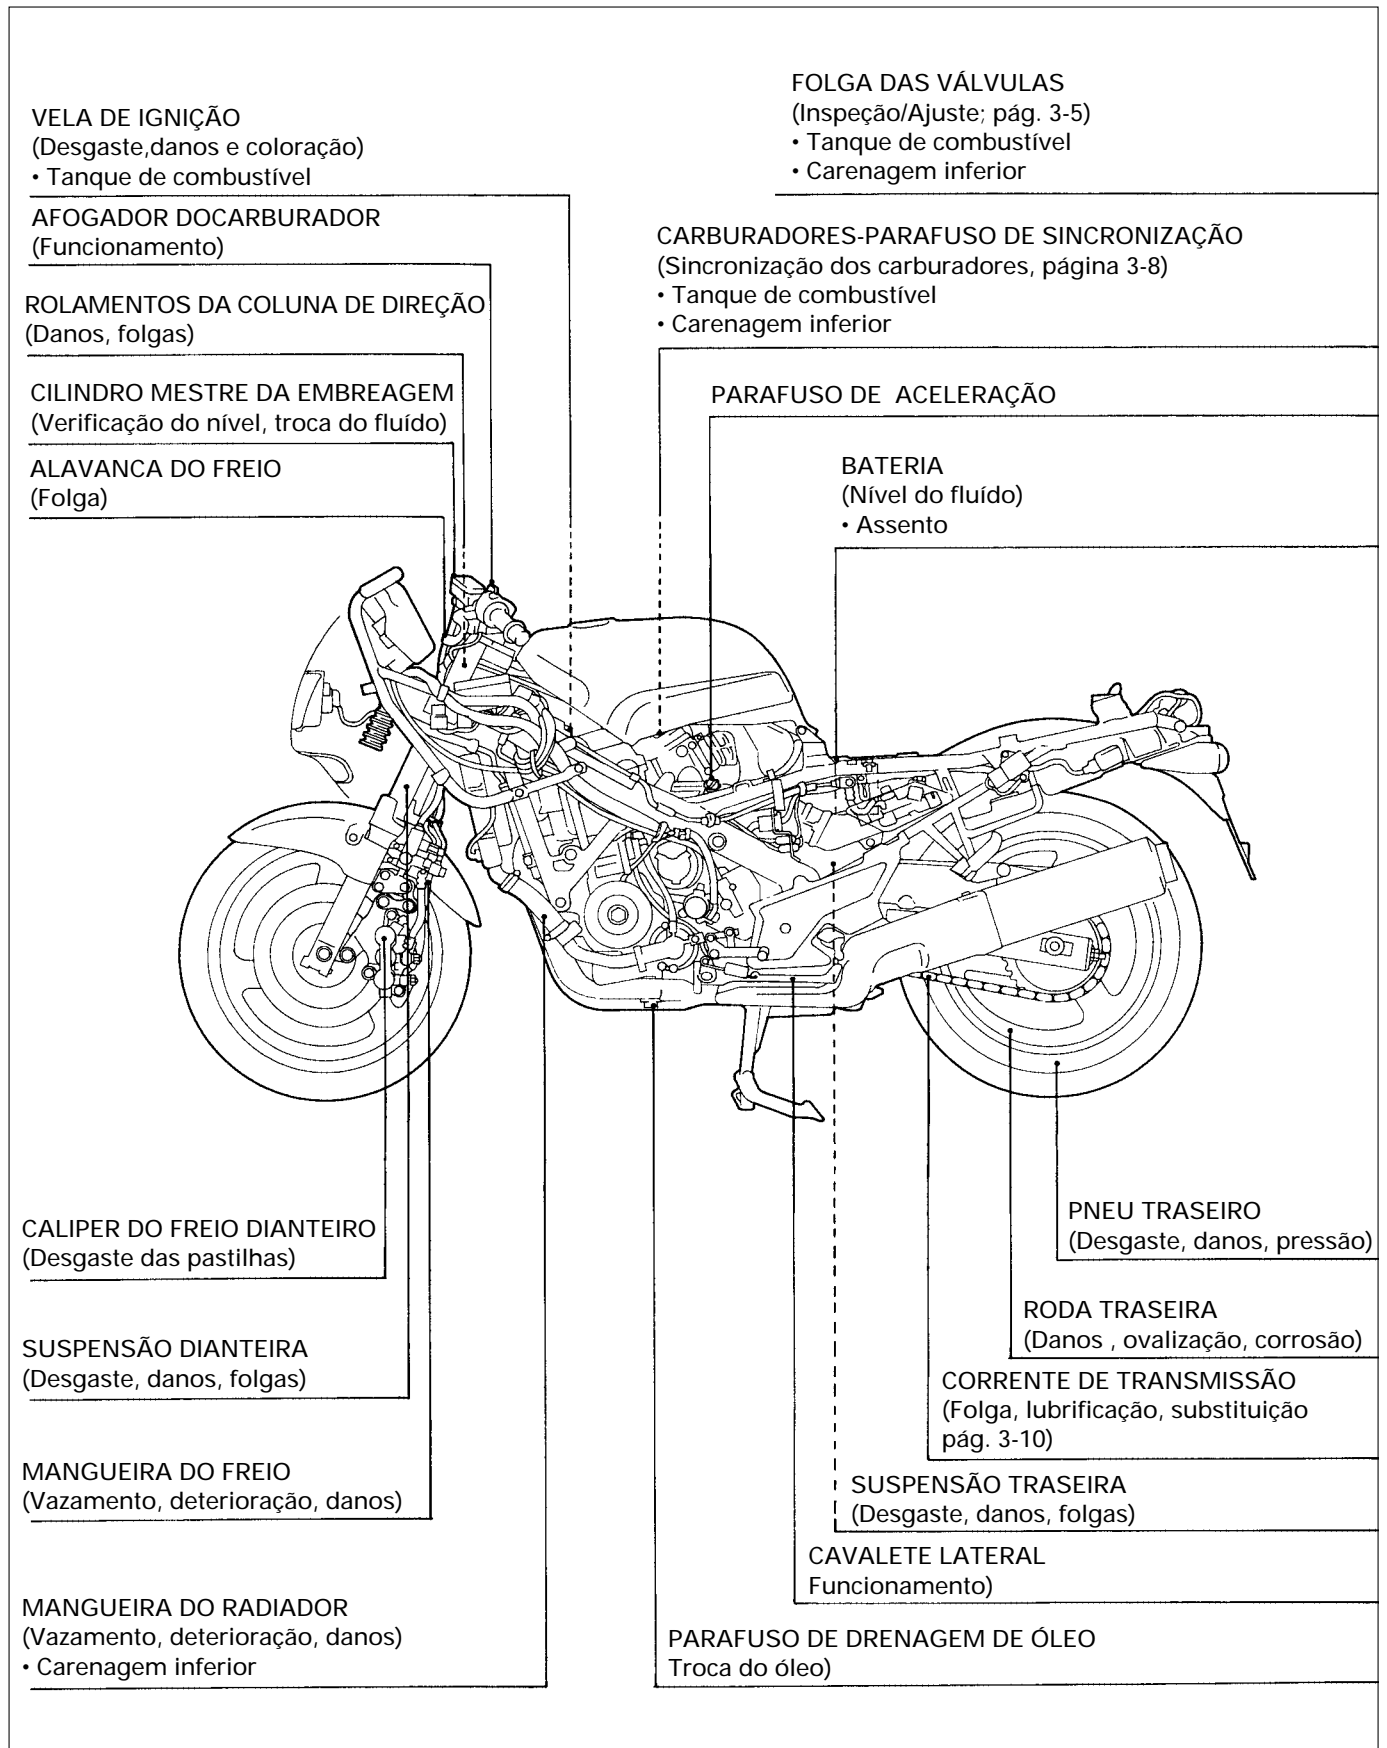 VELA DE IGNIÇÃO
(Desgaste,danos e coloração)
• Tanque de combustível
AFOGADOR DOCARBURADOR
(Funcionamento)
ROLAMENTOS DA COLUNA DE DIREÇÃO
(Danos, folgas)
CILINDRO MESTRE DA EMBREAGEM
(Verificação do nível, troca do fluído)
ALAVANCA DO FREIO
(Folga)
FOLGA DAS VÁLVULAS
(Inspeção/Ajuste; pág. 3-5)
• Tanque de combustível
• Carenagem inferior
CARBURADORES-PARAFUSO DE SINCRONIZAÇÃO
(Sincronização dos carburadores, página 3-8)
• Tanque de combustível
• Carenagem inferior
PARAFUSO DE  ACELERAÇÃO
BATERIA
(Nível do fluído)
• Assento
CALIPER DO FREIO DIANTEIRO
(Desgaste das pastilhas)
SUSPENSÃO DIANTEIRA
(Desgaste, danos, folgas)
MANGUEIRA DO FREIO
(Vazamento, deterioração, danos)
MANGUEIRA DO RADIADOR
(Vazamento, deterioração, danos)
• Carenagem inferior
PNEU TRASEIRO
(Desgaste, danos, pressão)
RODA TRASEIRA
(Danos , ovalização, corrosão)
CORRENTE DE TRANSMISSÃO
(Folga, lubrificação, substituição
pág. 3-10)
SUSPENSÃO TRASEIRA
(Desgaste, danos, folgas)
CAVALETE LATERAL
Funcionamento)
PARAFUSO DE DRENAGEM DE ÓLEO
Troca do óleo)